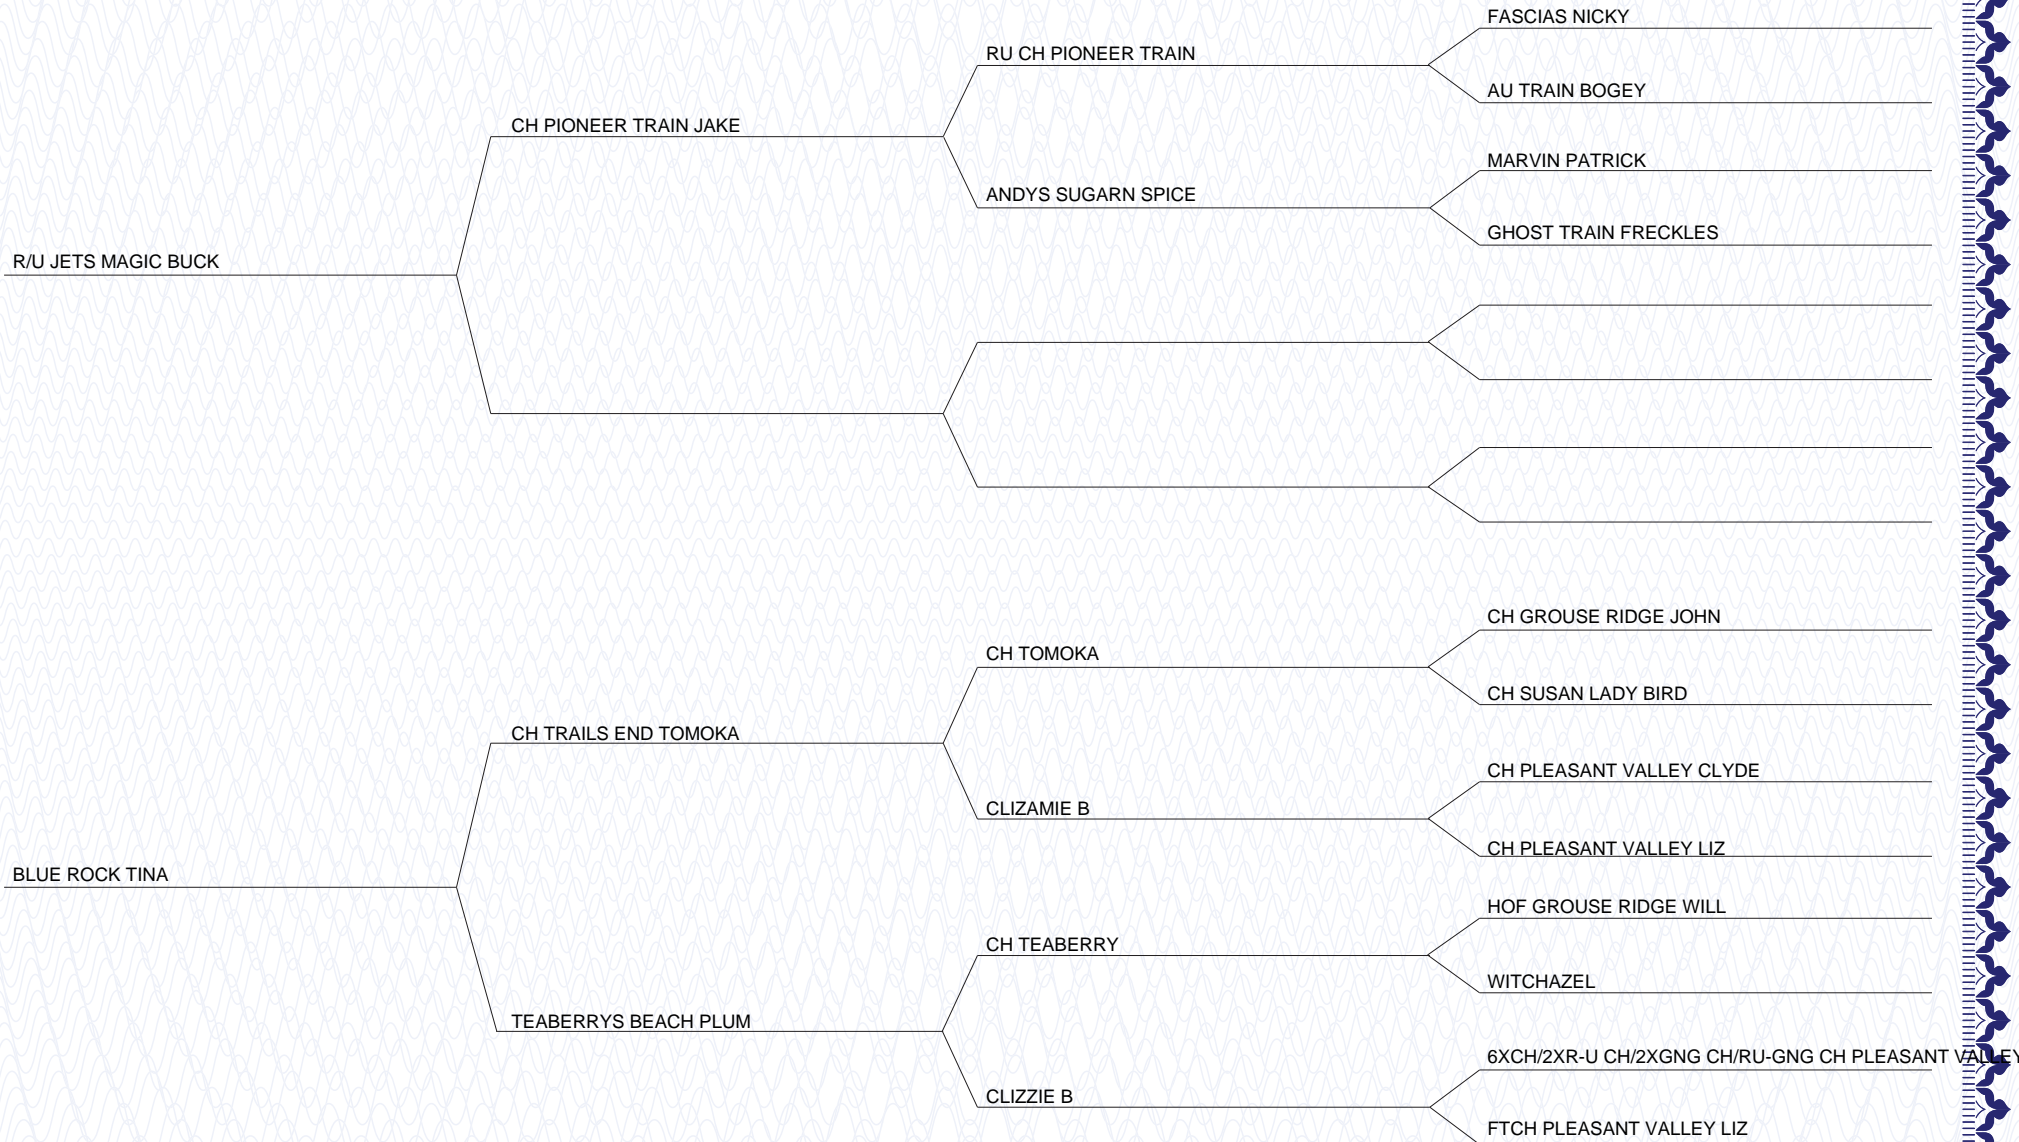 FASCIAS NICKY
RU CH PIONEER TRAIN
AU TRAIN BOGEY
CH PIONEER TRAIN JAKE
MARVIN PATRICK
ANDYS SUGARN SPICE
GHOST TRAIN FRECKLES
R/U JETS MAGIC BUCK
CH GROUSE RIDGE JOHN
CH TOMOKA
CH SUSAN LADY BIRD
CH TRAILS END TOMOKA
CH PLEASANT VALLEY CLYDE
CLIZAMIE B
CH PLEASANT VALLEY LIZ
BLUE ROCK TINA
HOF GROUSE RIDGE WILL
CH TEABERRY
WITCHAZEL
TEABERRYS BEACH PLUM
6XCH/2XR-U CH/2XGNG CH/RU-GNG CH PLEASANT VALLEY
CLIZZIE B
FTCH PLEASANT VALLEY LIZ